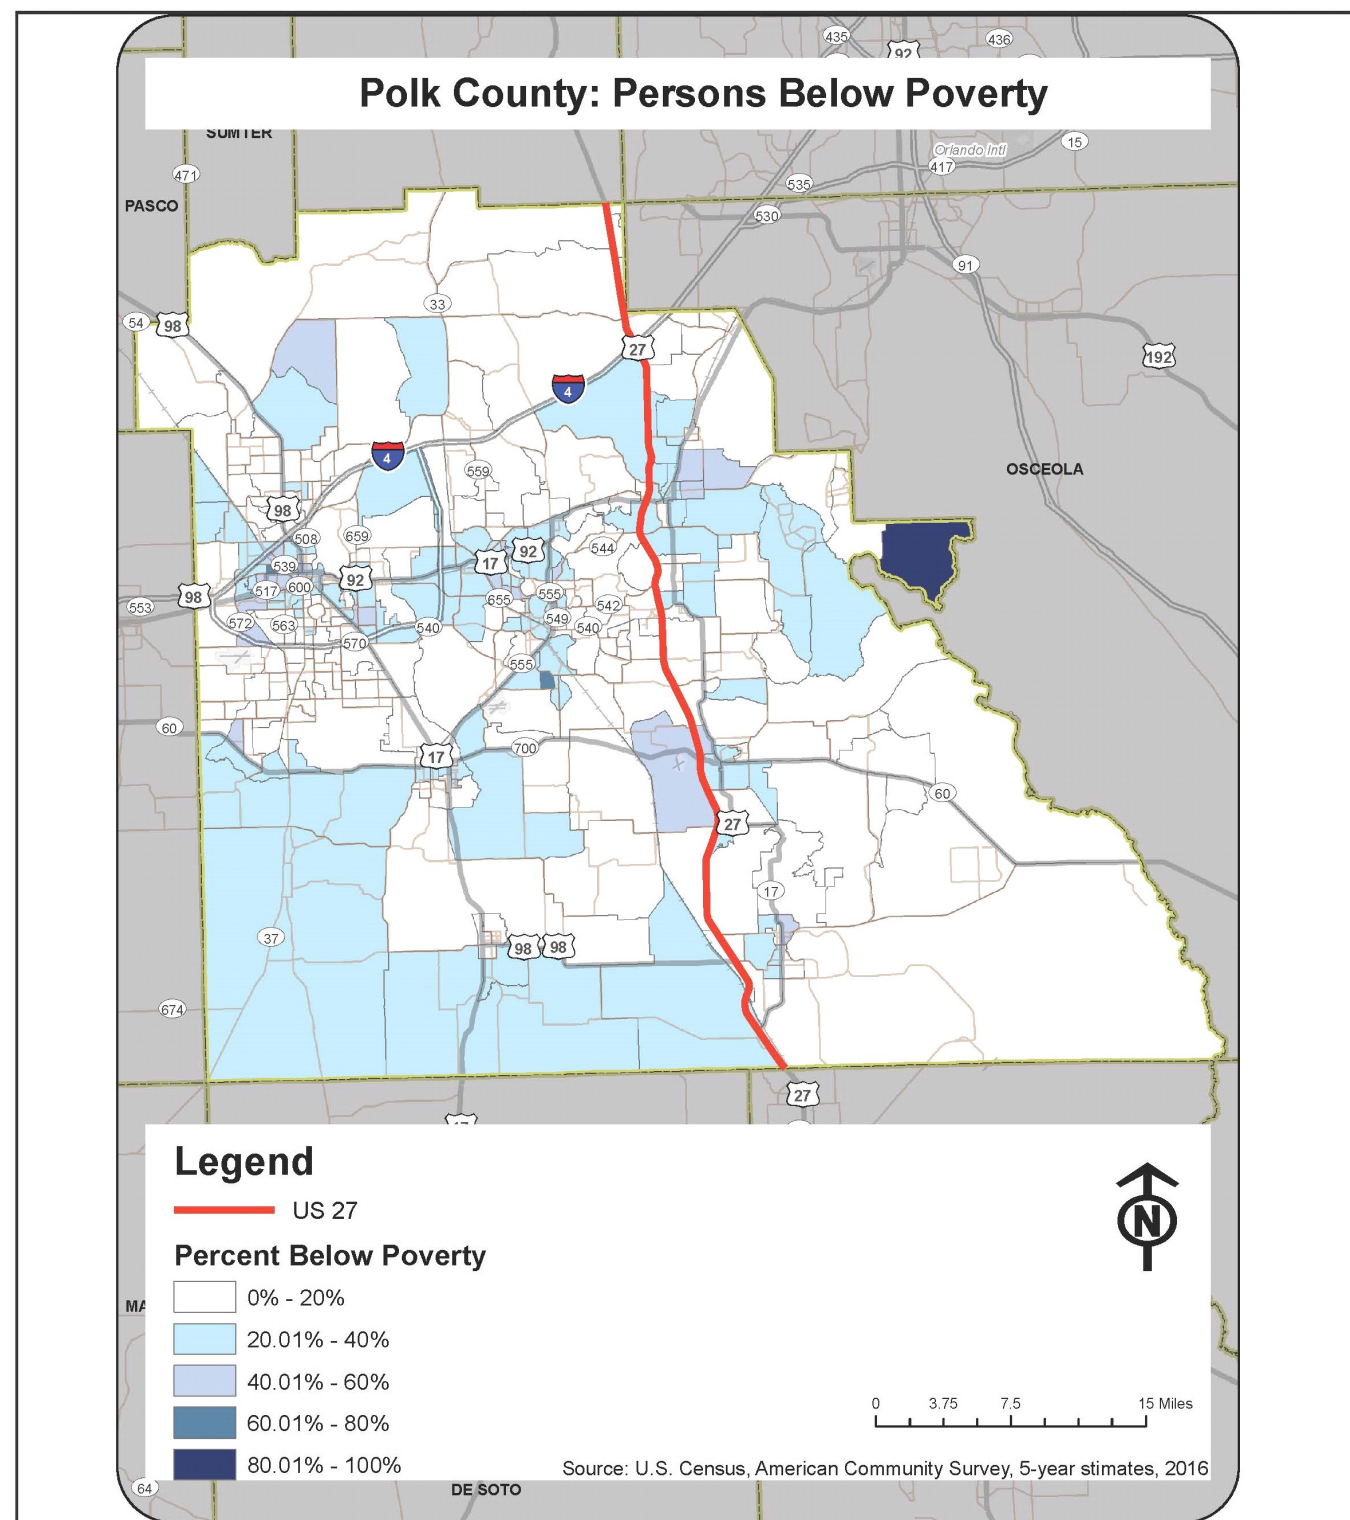 Polk County: Persons Below Poverty
435
92
436
SUMTER
Orlando Intl
15
417
471
535
PASCO
530
91
33
54
98
27
192
4
4
559
OSCEOLA
98
508
659
544
17
92
539
92
517
600
98
553
655
555
542
572
563
549
540
540
570
555
60
17
700
60
27
17
37
98
98
674
27
17
Legend
US 27
Percent Below Poverty
0% - 20%
MA
20.01% - 40%
40.01% - 60%
0 3.75 7.5 15 Miles
60.01% - 80%
80.01% - 100%
Source: U.S. Census, American Community Survey, 5-year stimates, 2016
64
DE SOTO
N